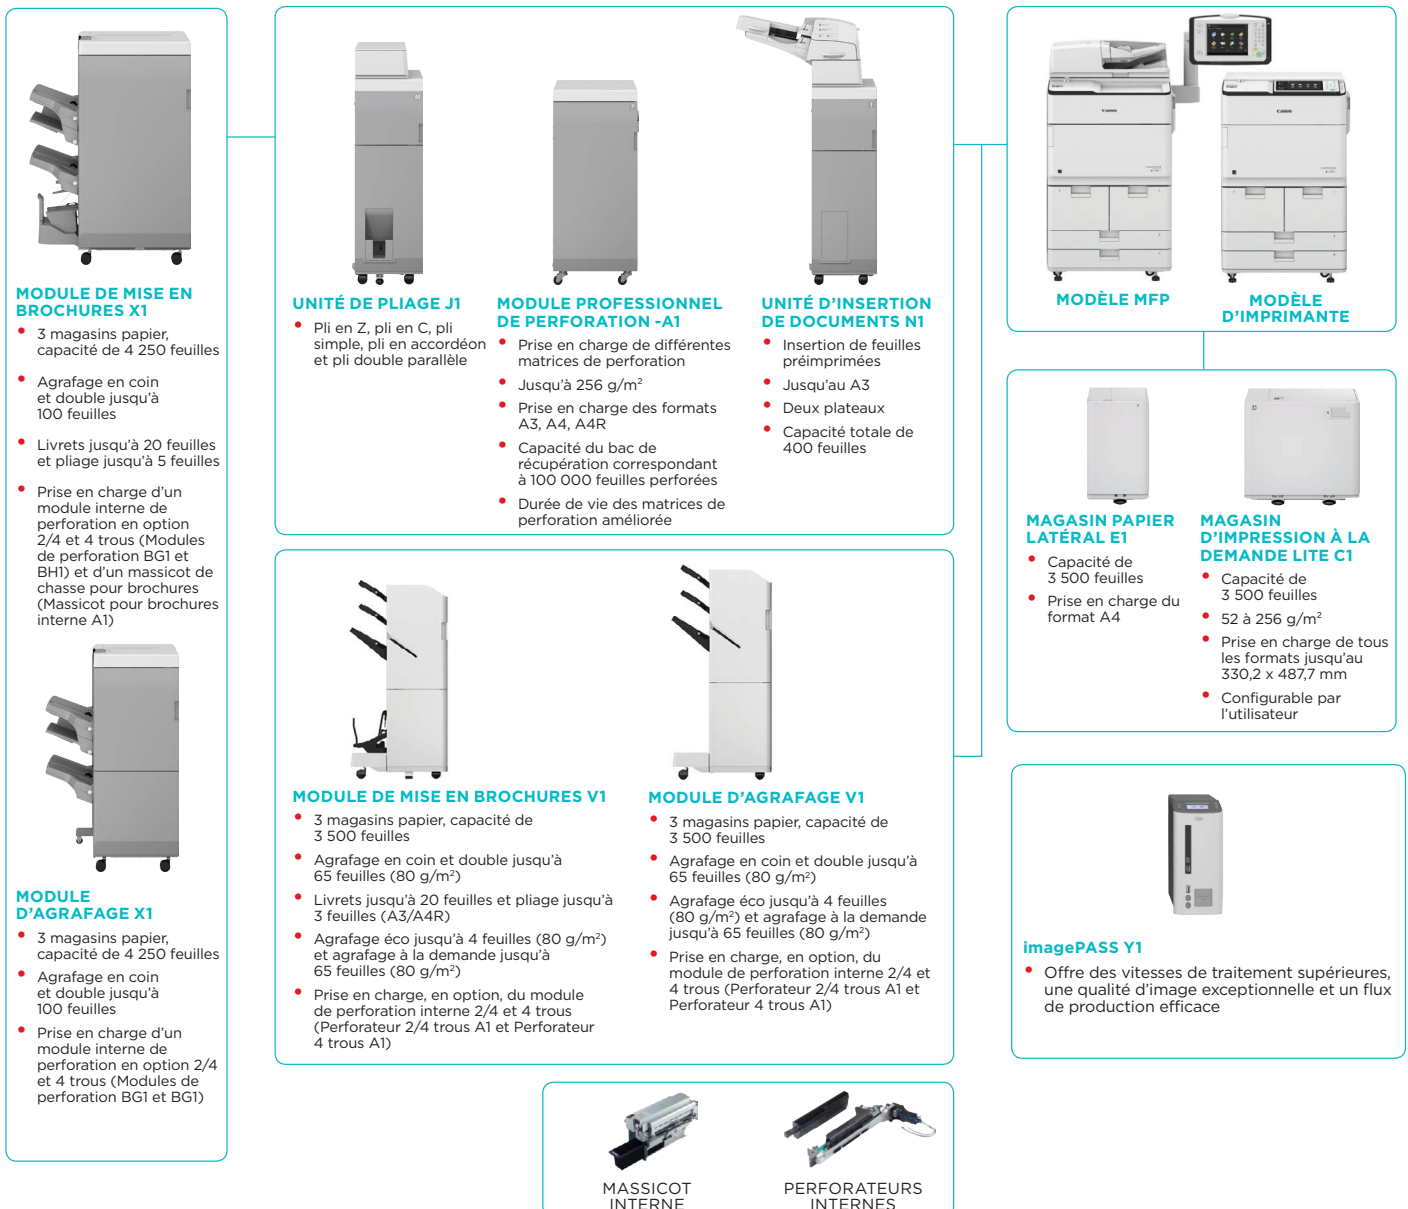 MODULE DE MISE EN
BROCHURES X1
• 3 magasins papier,
capacité de 4 250 feuilles
• Agrafage en coin
et double jusqu'à
100 feuilles
• Livrets jusqu'à 20 feuilles
et pliage jusqu'à 5 feuilles
• Prise en charge d'un
module interne de
perforation en option
2/4 et 4 trous (Modules
de perforation BG1 et
BH1) et d'un massicot de
chasse pour brochures
(Massicot pour brochures
interne A1)
MODULE
D'AGRAFAGE X1
• 3 magasins papier,
capacité de 4 250 feuilles
• Agrafage en coin
et double jusqu'à
100 feuilles
• Prise en charge d'un
module interne de
perforation en option 2/4
et 4 trous (Modules de
perforation BG1 et BG1)
UNITÉ DE PLIAGE J1
• Pli en Z, pli en C, pli
simple, pli en accordéon
et pli double parallèle
MODULE PROFESSIONNEL
DE PERFORATION -A1
• Prise en charge de différentes
matrices de perforation
• Jusqu'à 256 g/m²
• Prise en charge des formats
A3, A4, A4R
• Capacité du bac de
récupération correspondant
à 100 000 feuilles perforées
• Durée de vie des matrices de
perforation améliorée
UNITÉ D'INSERTION
DE DOCUMENTS N1
• Insertion de feuilles
préimprimées
• Jusqu'au A3
• Deux plateaux
• Capacité totale de
400 feuilles
MODULE DE MISE EN BROCHURES V1
• 3 magasins papier, capacité de
3 500 feuilles
• Agrafage en coin et double jusqu'à
65 feuilles (80 g/m²)
• Livrets jusqu'à 20 feuilles et pliage jusqu'à
3 feuilles (A3/A4R)
• Agrafage éco jusqu'à 4 feuilles (80 g/m²)
et agrafage à la demande jusqu'à
65 feuilles (80 g/m²)
• Prise en charge, en option, du module
de perforation interne 2/4 et 4 trous
(Perforateur 2/4 trous A1 et Perforateur
4 trous A1)
MODULE D'AGRAFAGE V1
• 3 magasins papier, capacité de
3 500 feuilles
• Agrafage en coin et double jusqu'à
65 feuilles (80 g/m²)
• Agrafage éco jusqu'à 4 feuilles
(80 g/m²) et agrafage à la demande
jusqu'à 65 feuilles (80 g/m²)
• Prise en charge, en option, du
module de perforation interne 2/4 et
4 trous (Perforateur 2/4 trous A1 et
Perforateur 4 trous A1)
MASSICOT
INTERNE
PERFORATEURS
INTERNES
Canon
Canon
MODÈLE MFP
MODÈLE
D'IMPRIMANTE
D
MAGASIN PAPIER
LATÉRAL E1
• Capacité de
3 500 feuilles
• Prise en charge du
format A4
MAGASIN
D'IMPRESSION À LA
DEMANDE LITE C1
• Capacité de
3 500 feuilles
• 52 à 256 g/m²
• Prise en charge de tous
les formats jusqu'au
330,2 x 487,7 mm
• Configurable par
l'utilisateur
imagePASS Y1
• Offre des vitesses de traitement supérieures,
une qualité d'image exceptionnelle et un flux
de production efficace